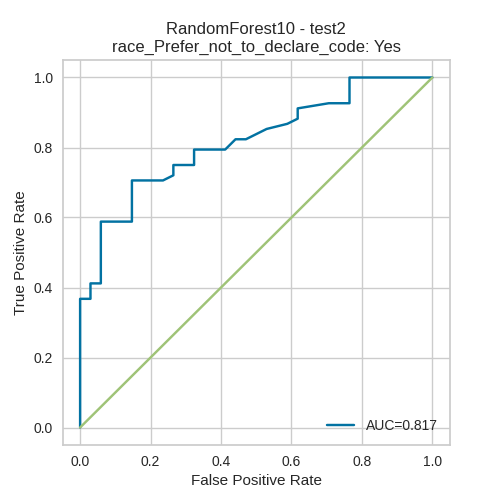 RandomForest10 - test2
race_Prefer_not_to_declare_code: Yes
True Positive Rate
1.0
0.8
0.6
0.4
0.2
0.0
AUC=0.817
0.0 0.2 0.4 0.6 0.8 1.0
False Positive Rate